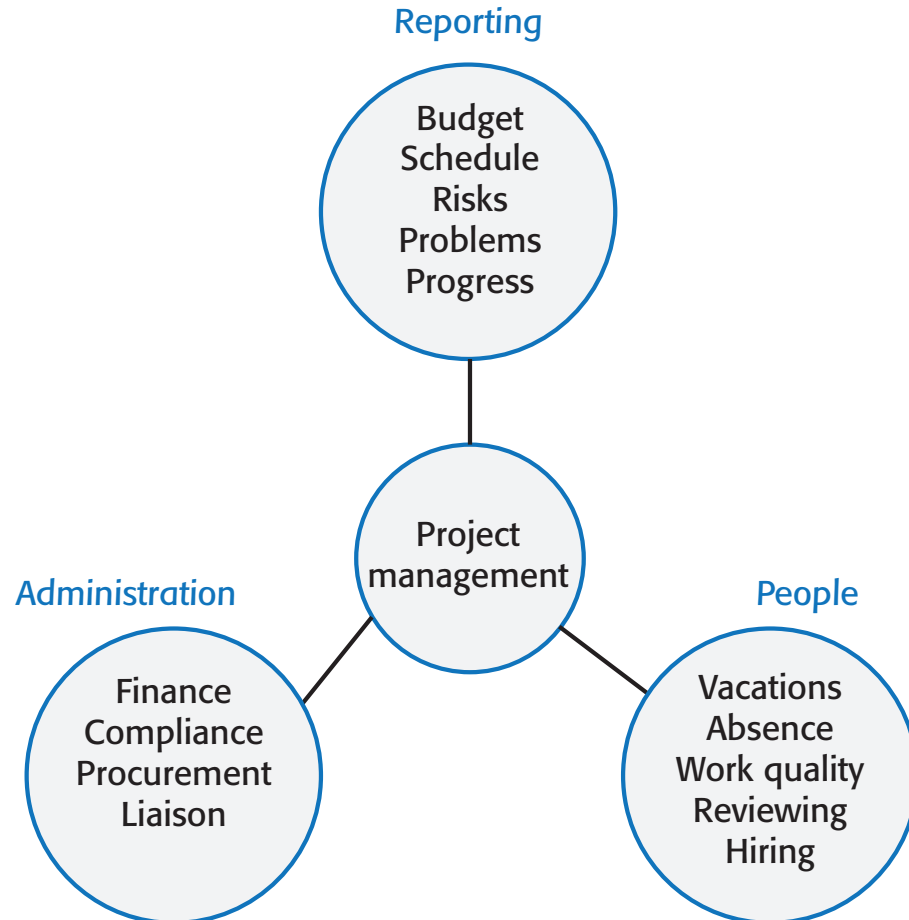 Reporting
Budget
Schedule
Risks
Problems
Progress
Project
management
Administration
Finance
Compliance
Procurement
Liaison
People
Vacations
Absence
Work quality
Reviewing
Hiring